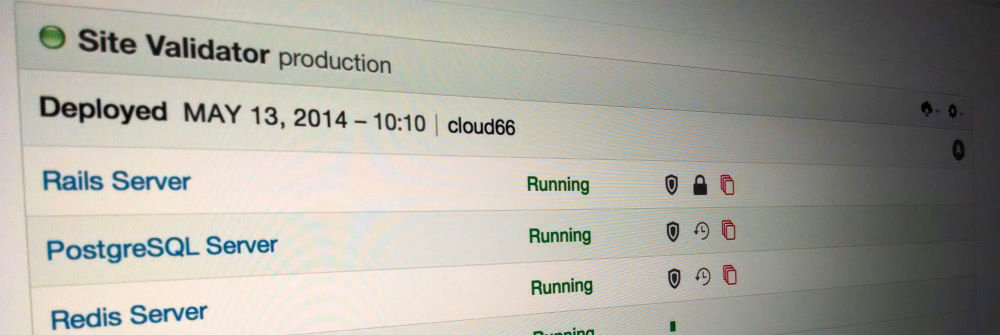 Site Validator production
Deployed MAY 13, 2014 – 10:10 | cloud66
A
Rails Server Running
PostgreSQL Server Running
Redis Server Running
Running